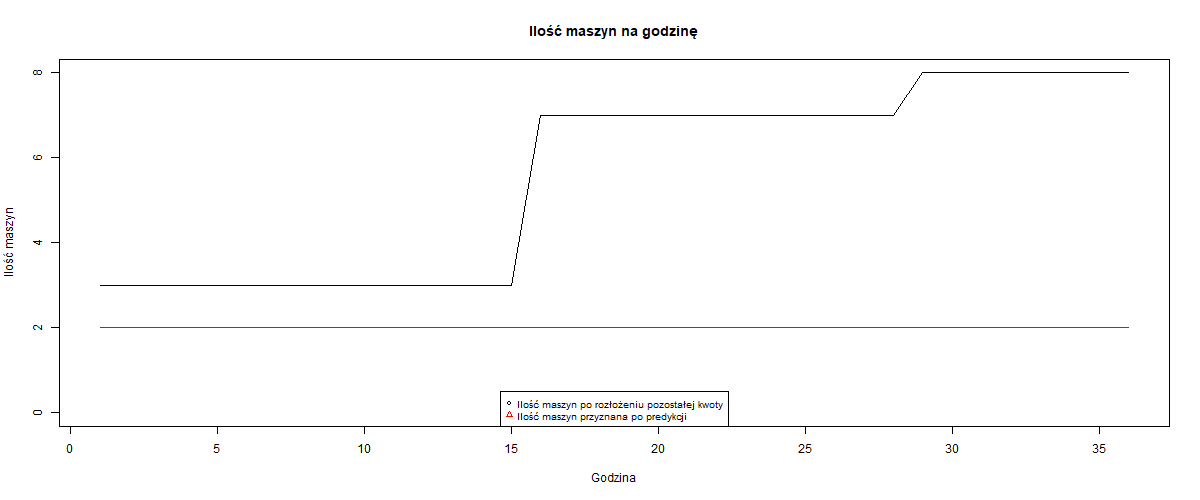 Ilość maszyn na godzinę
Ilość maszyn
8
6
4
2
0
Ilość maszyn po rozłożeniu pozostałej kwoty
Ilość maszyn przyznana po predykcji
0 5 10 15 20 25 30 35
Godzina